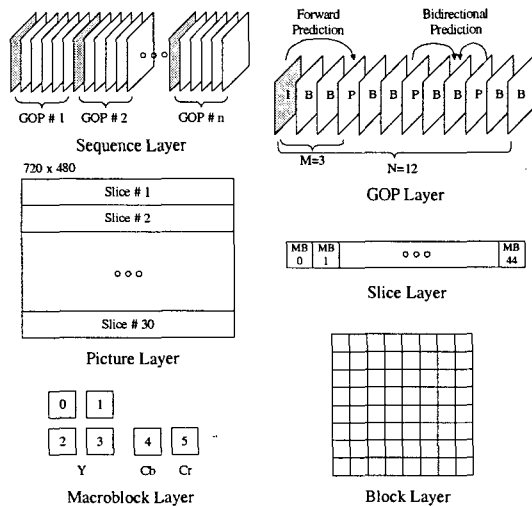 Forward
Prediction
Bidirectional
Prediction
I B B P B B P B B P B B
GOP # 1 GOP # 2 GOP # n
Sequence Layer
M=3
N=12
GOP Layer
720 x 480
Slice # 1
Slice # 2
Slice # 30
Picture Layer
MB
0
MB
1
MB
44
Slice Layer
0 1
2 3 4 5
Y Cb Cr
Macroblock Layer
Block Layer